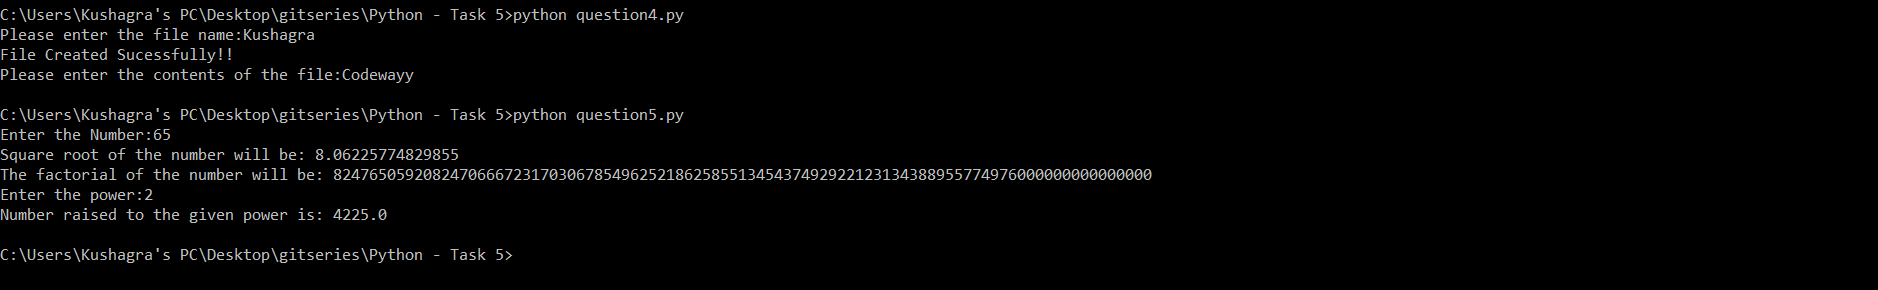 C:\Users\Kushagra's PC\Desktop\gitseries\Python - Task 5>python question4.py
Please enter the file name:Kushagra
File Created Sucessfully!!
Please enter the contents of the file:Codewayy
C:\Users\Kushagra's PC\Desktop\gitseries\Python - Task 5>python question5.py
Enter the Number:65
Square root of the number will be: 8.06225774829855
The factorial of the number will be: 8247650592082470666723170306785496252186258551345437492922123134388955774976000000000000000
Enter the power:2
Number raised to the given power is: 4225.0
C:\Users\Kushagra's PC\Desktop\gitseries\Python - Task 5>